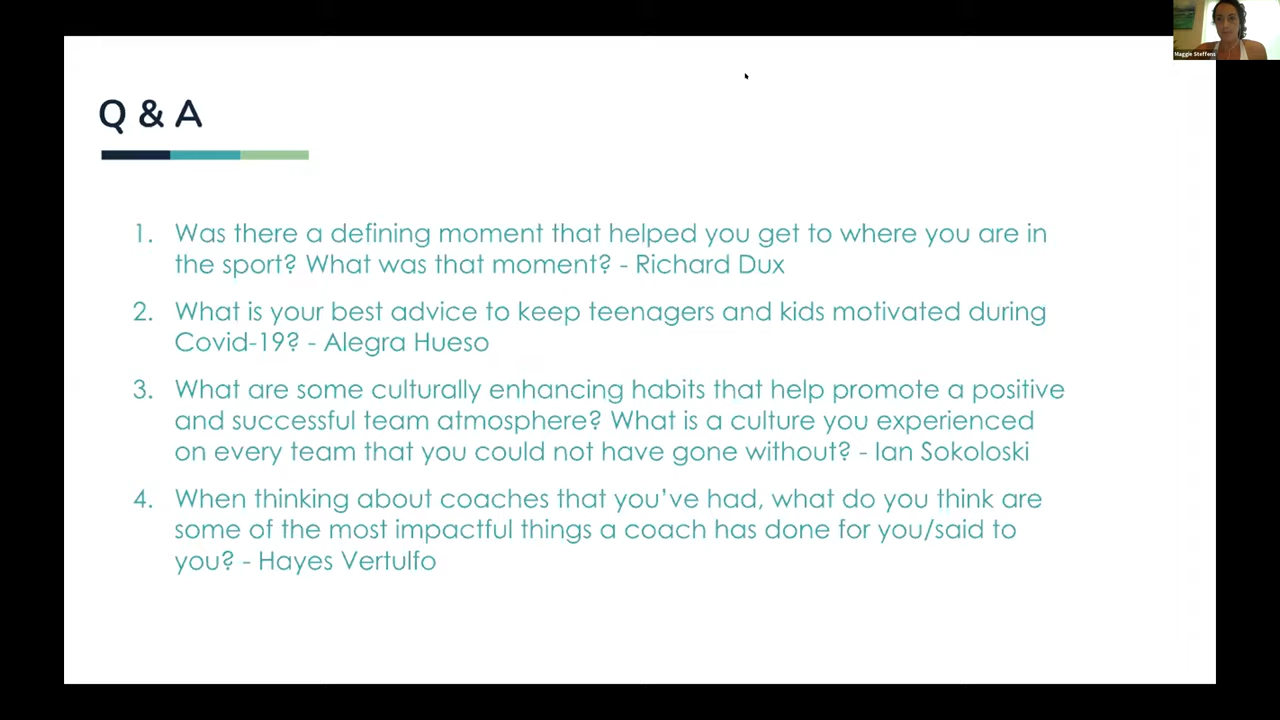 Maggie Steffens
Q & A
1. Was there a defining moment that helped you get to where you are in
the sport? What was that moment? - Richard Dux
2. What is your best advice to keep teenagers and kids motivated during
Covid-19? - Alegra Hueso
3. What are some culturally enhancing habits that help promote a positive
and successful team atmosphere? What is a culture you experienced
on every team that you could not have gone without? - Ian Sokoloski
4. When thinking about coaches that you’ve had, what do you think are
some of the most impactful things a coach has done for you/said to
you? - Hayes Vertulfo